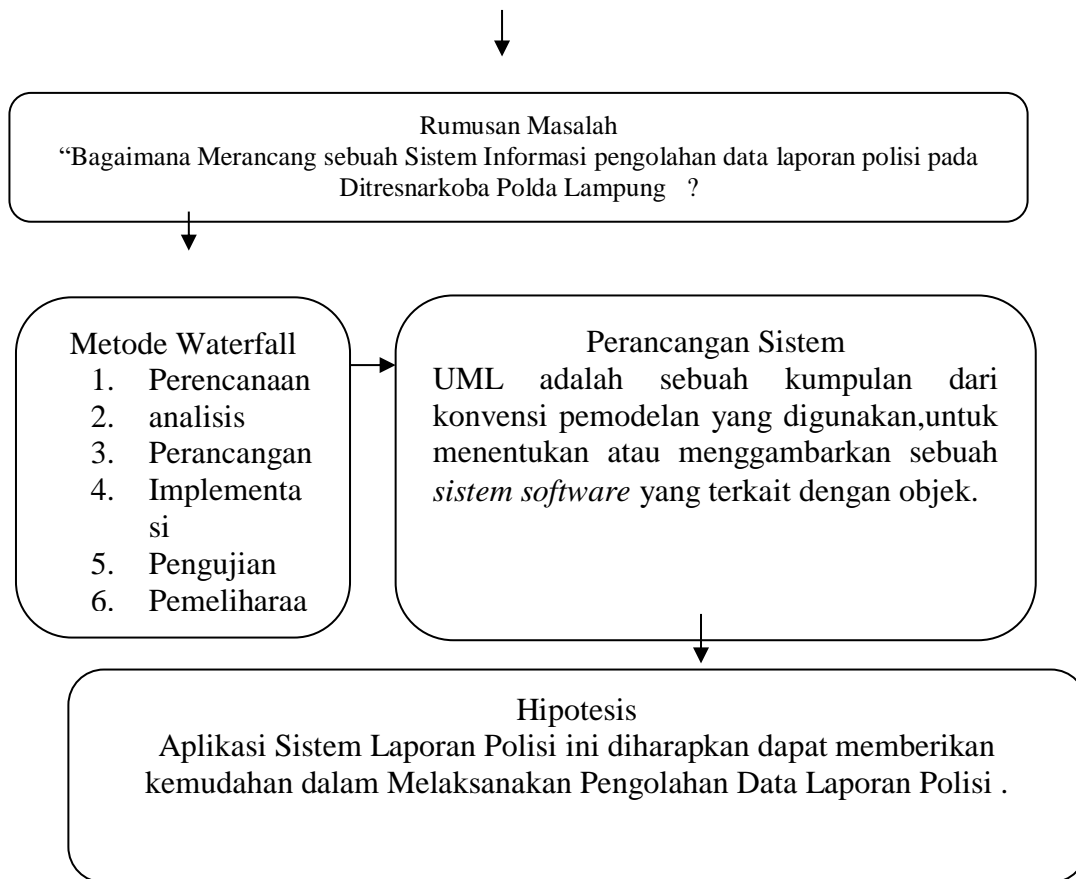 Rumusan Masalah
“Bagaimana Merancang sebuah Sistem Informasi pengolahan data laporan polisi pada
Ditresnarkoba Polda Lampung ?
Metode Waterfall
1. Perencanaan
2. analisis
3. Perancangan
4. Implementa
si
5. Pengujian
6. Pemeliharaa
Perancangan Sistem
UML adalah sebuah kumpulan dari
konvensi pemodelan yang digunakan,untuk
menentukan atau menggambarkan sebuah
sistem software yang terkait dengan objek.
Hipotesis
Aplikasi Sistem Laporan Polisi ini diharapkan dapat memberikan
kemudahan dalam Melaksanakan Pengolahan Data Laporan Polisi .